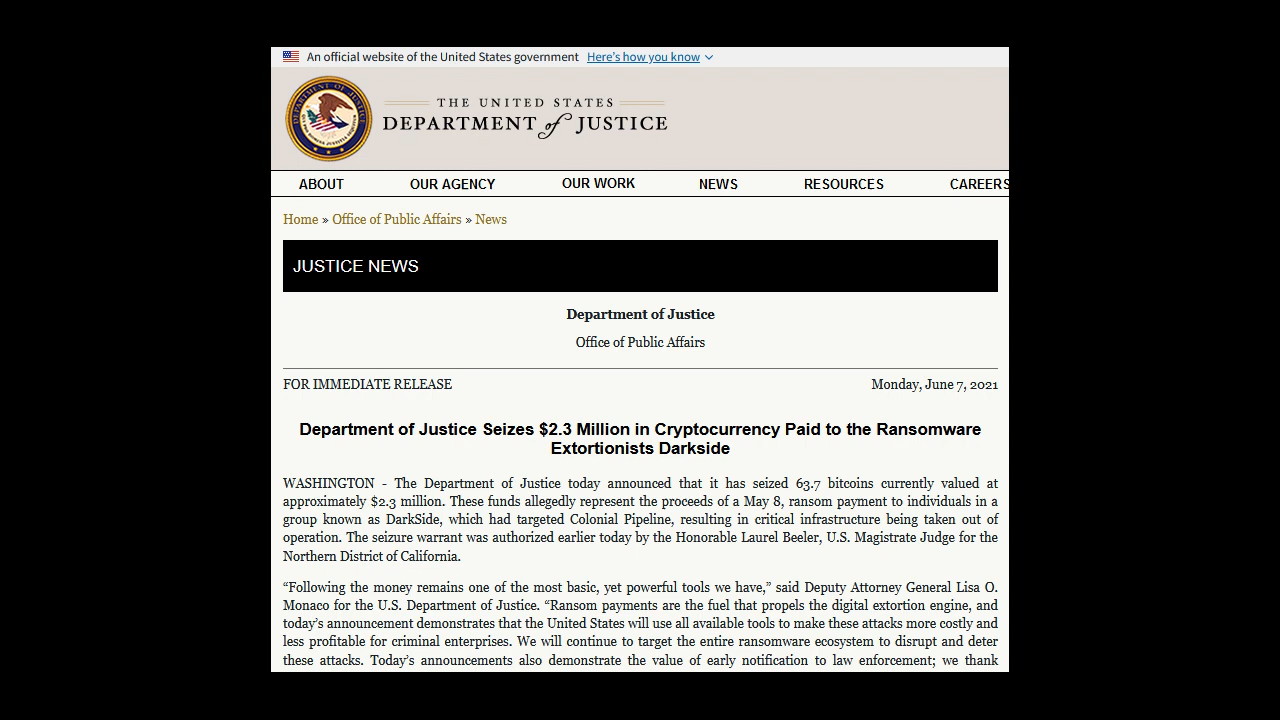 An official website of the United States government Here's how you know
THE UNITED STATES
DEPARTMENT of JUSTICE
ABOUT OUR AGENCY OUR WORK NEWS RESOURCES CAREERS
Home » Office of Public Affairs » News
JUSTICE NEWS
Department of Justice
Office of Public Affairs
FOR IMMEDIATE RELEASE Monday, June 7, 2021
Department of Justice Seizes $2.3 Million in Cryptocurrency Paid to the Ransomware
Extortionists Darkside
WASHINGTON - The Department of Justice today announced that it has seized 63.7 bitcoins currently valued at
approximately $2.3 million. These funds allegedly represent the proceeds of a May 8, ransom payment to individuals in a
group known as DarkSide, which had targeted Colonial Pipeline, resulting in critical infrastructure being taken out of
operation. The seizure warrant was authorized earlier today by the Honorable Laurel Beeler, U.S. Magistrate Judge for the
Northern District of California.
“Following the money remains one of the most basic, yet powerful tools we have,” said Deputy Attorney General Lisa O.
Monaco for the U.S. Department of Justice. “Ransom payments are the fuel that propels the digital extortion engine, and
today’s announcement demonstrates that the United States will use all available tools to make these attacks more costly and
less profitable for criminal enterprises. We will continue to target the entire ransomware ecosystem to disrupt and deter
these attacks. Today’s announcements also demonstrate the value of early notification to law enforcement; we thank